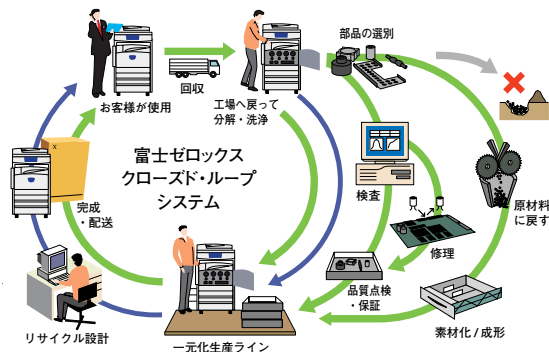 お客様が使用
回収
工場へ戻って
分解・洗浄
部品の選別
富士ゼロックス
クローズド・ループ
システム
検査
原材料
に戻す
完成
・配送
修理
品質点検
・保証
素材化/成形
リサイクル設計
一元化生産ライン